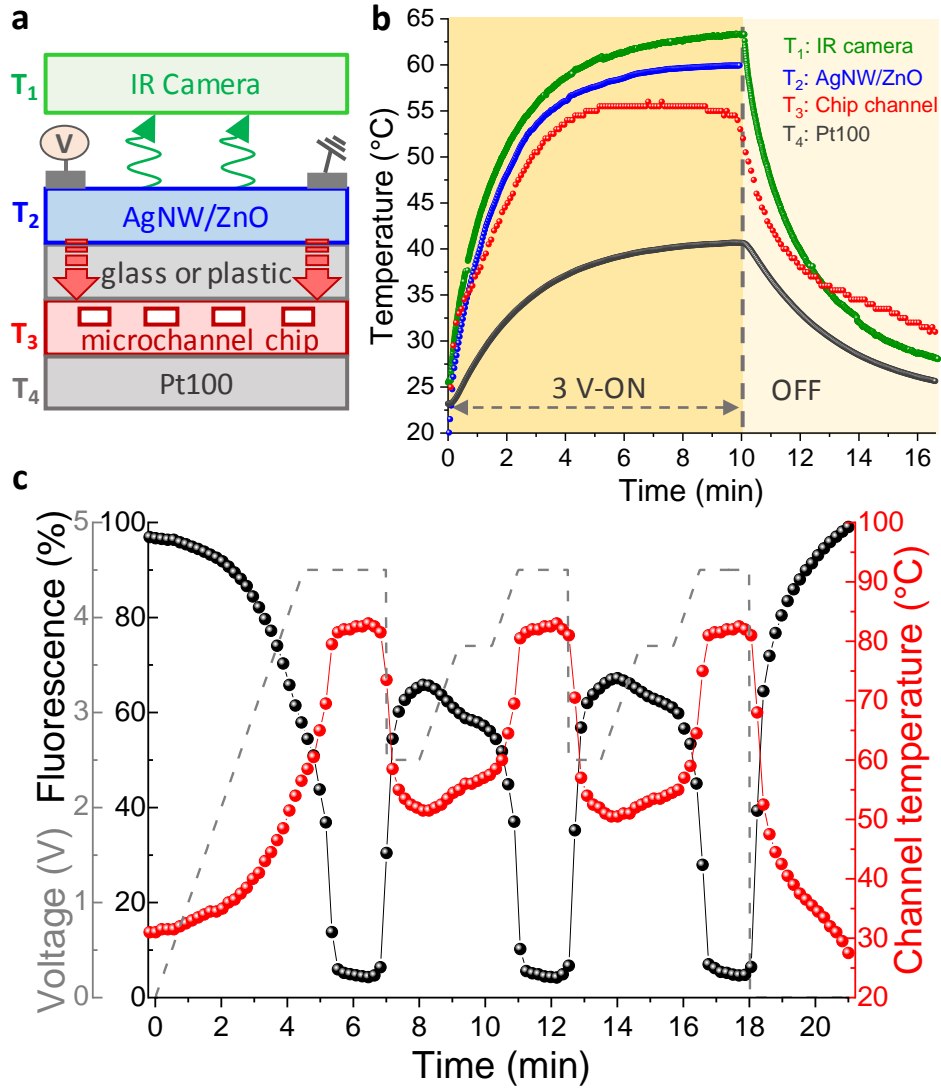 a
T1
IR Camera
V
T2
AgNW/ZnO
glass or plastic
T3
microchannel chip
T4
Pt100
b
Temperature (°C)
65
60
55
50
45
40
35
30
25
20
T1: IR camera
T2: AgNW/ZnO
T3: Chip channel
T4: Pt100
3 V-ON
OFF
0 2 4 6 8 10 12 14 16
Time (min)
c
Voltage (V)
5
4
3
2
1
0
Fluorescence (%)
100
80
60
40
20
0
Channel temperature (°C)
100
90
80
70
60
50
40
30
20
0 2 4 6 8 10 12 14 16 18 20
Time (min)